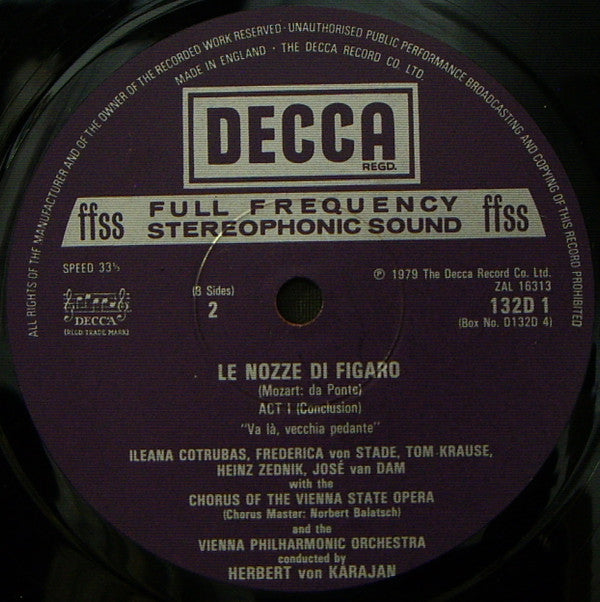 ALL RIGHTS OF THE MANUFACTURER AND OF THE OWNER OF THE RECORDED WORK RESERVED · UNAUTHORISED PUBLIC PERFORMANCE BROADCASTING AND COPYING OF THIS RECORD PROHIBITED
MADE IN ENGLAND · THE DECCA RECORD CO. LTD.
DECCA
REGD.
ffss FULL FREQUENCY ffss
STEREOPHONIC SOUND
SPEED 33⅓
℗ 1979 The Decca Record Co. Ltd.
ZAL 16313
(3 Sides)
2
132D 1
(Box No. D132D 4)
DECCA
(REGD. TRADE MARK)
LE NOZZE DI FIGARO
(Mozart: da Ponte)
ACT I (Conclusion)
"Va là, vecchia pedante"
ILEANA COTRUBAS, FREDERICA von STADE, TOM KRAUSE,
HEINZ ZEDNIK, JOSÉ van DAM
with the
CHORUS OF THE VIENNA STATE OPERA
(Chorus Master: Norbert Balatsch)
and the
VIENNA PHILHARMONIC ORCHESTRA
conducted by
HERBERT von KARAJAN